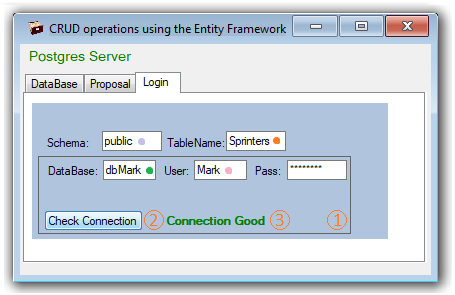 CRUD operations using the Entity Framework
Postgres Server
DataBase Proposal Login
Schema: public TableName: Sprinters
DataBase: dbMark User: Mark Pass: ********
Check Connection 2 Connection Good 3 1